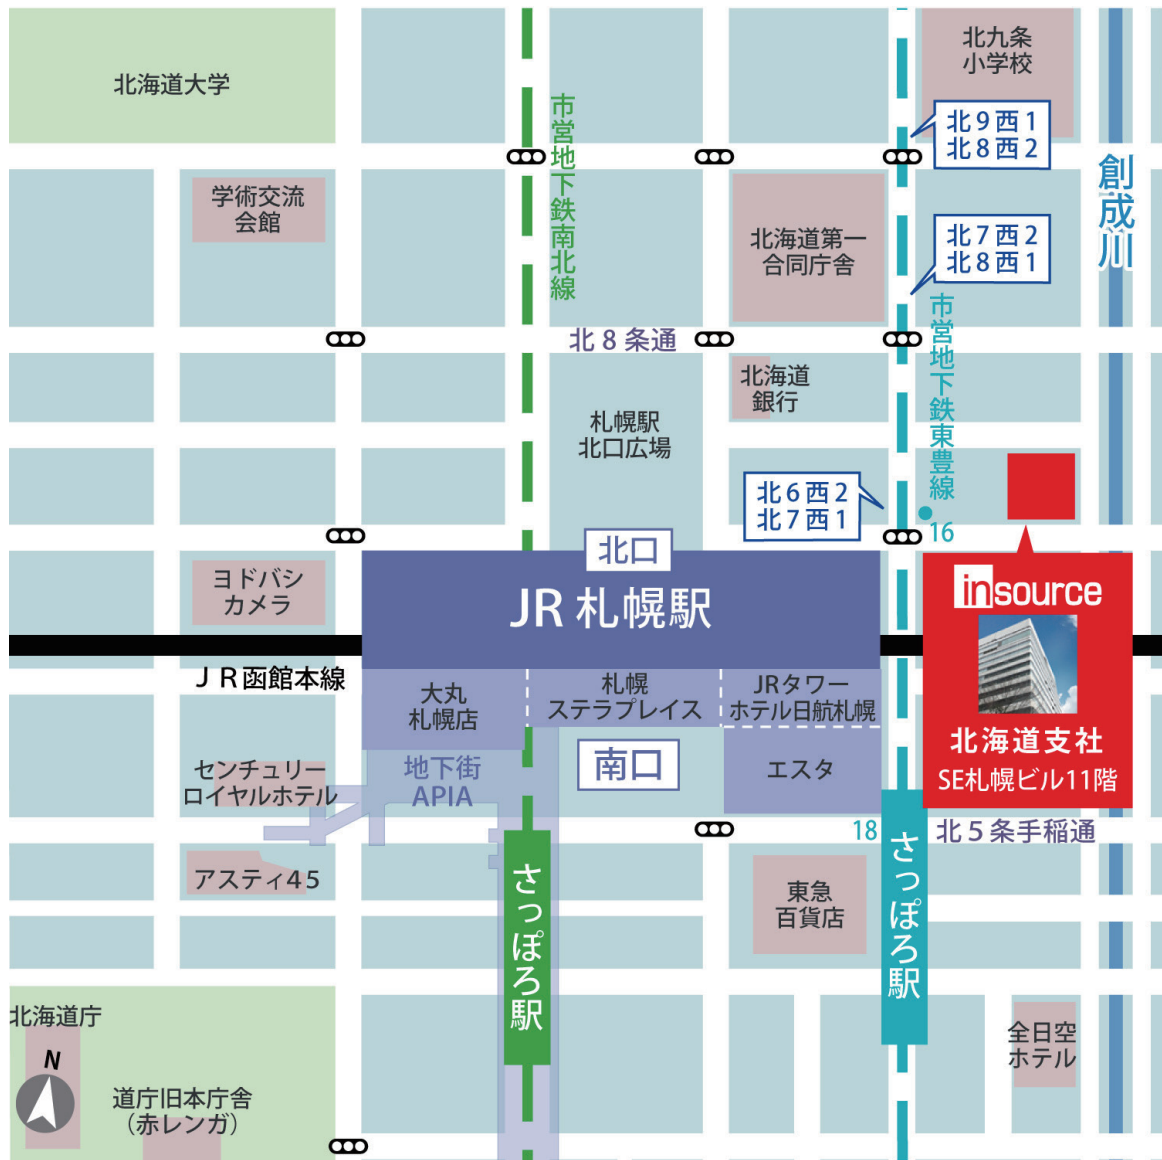 北海道大学
北九条
小学校
市営地下鉄南北線
北9西1
北8西2
創成川
学術交流
会館
北海道第一
合同庁舎
北7西2
北8西1
市営地下鉄東豊線
北8条通
北海道
銀行
札幌駅
北口広場
北6西2
北7西1
16
北口
JR 札幌駅
ヨドバシ
カメラ
insource
北海道支社
SE札幌ビル11階
JR函館本線
大丸
札幌店
札幌
ステラプレイス
JRタワー
ホテル日航札幌
地下街
APIA
南口
エスタ
センチュリー
ロイヤルホテル
18
北5条手稲通
さっぽろ駅
さっぽろ駅
アスティ45
東急
百貨店
北海道庁
N
道庁旧本庁舎
(赤レンガ)
全日空
ホテル